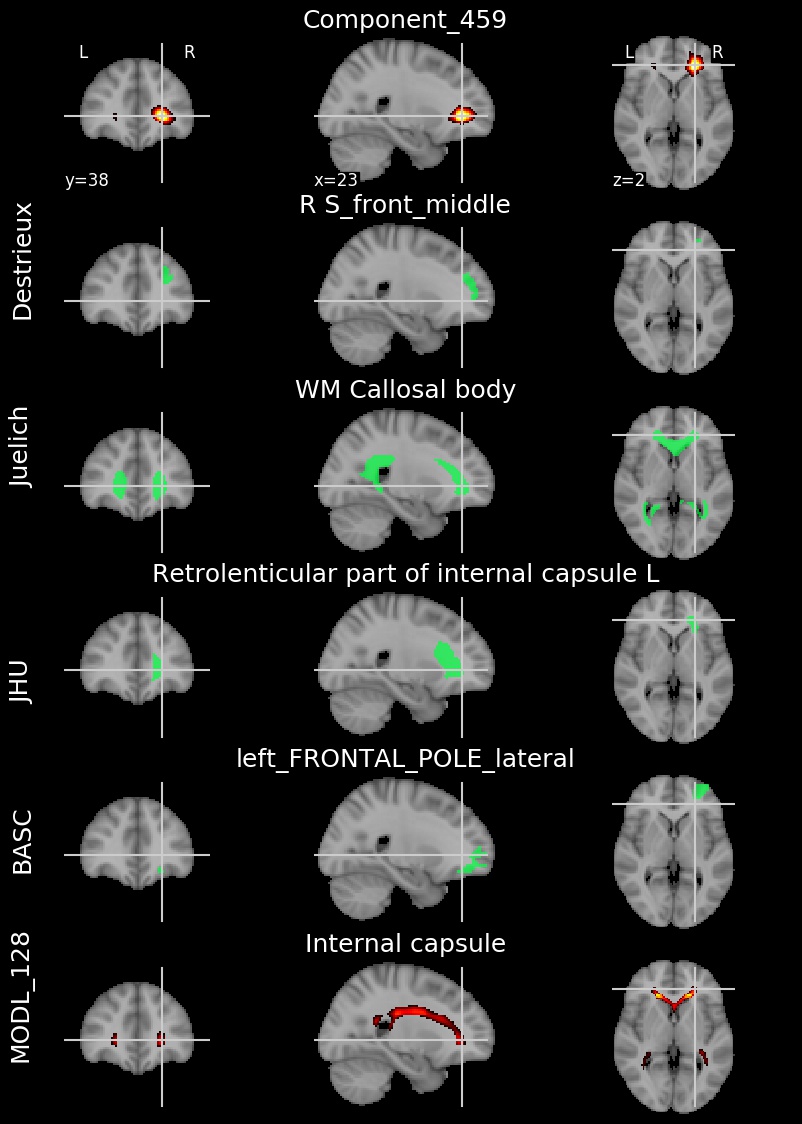 Component_459
L R
L R
y=38
x=23
z=2
Destrieux
R S_front_middle
Juelich
WM Callosal body
JHU
Retrolenticular part of internal capsule L
BASC
left_FRONTAL_POLE_lateral
MODL_128
Internal capsule